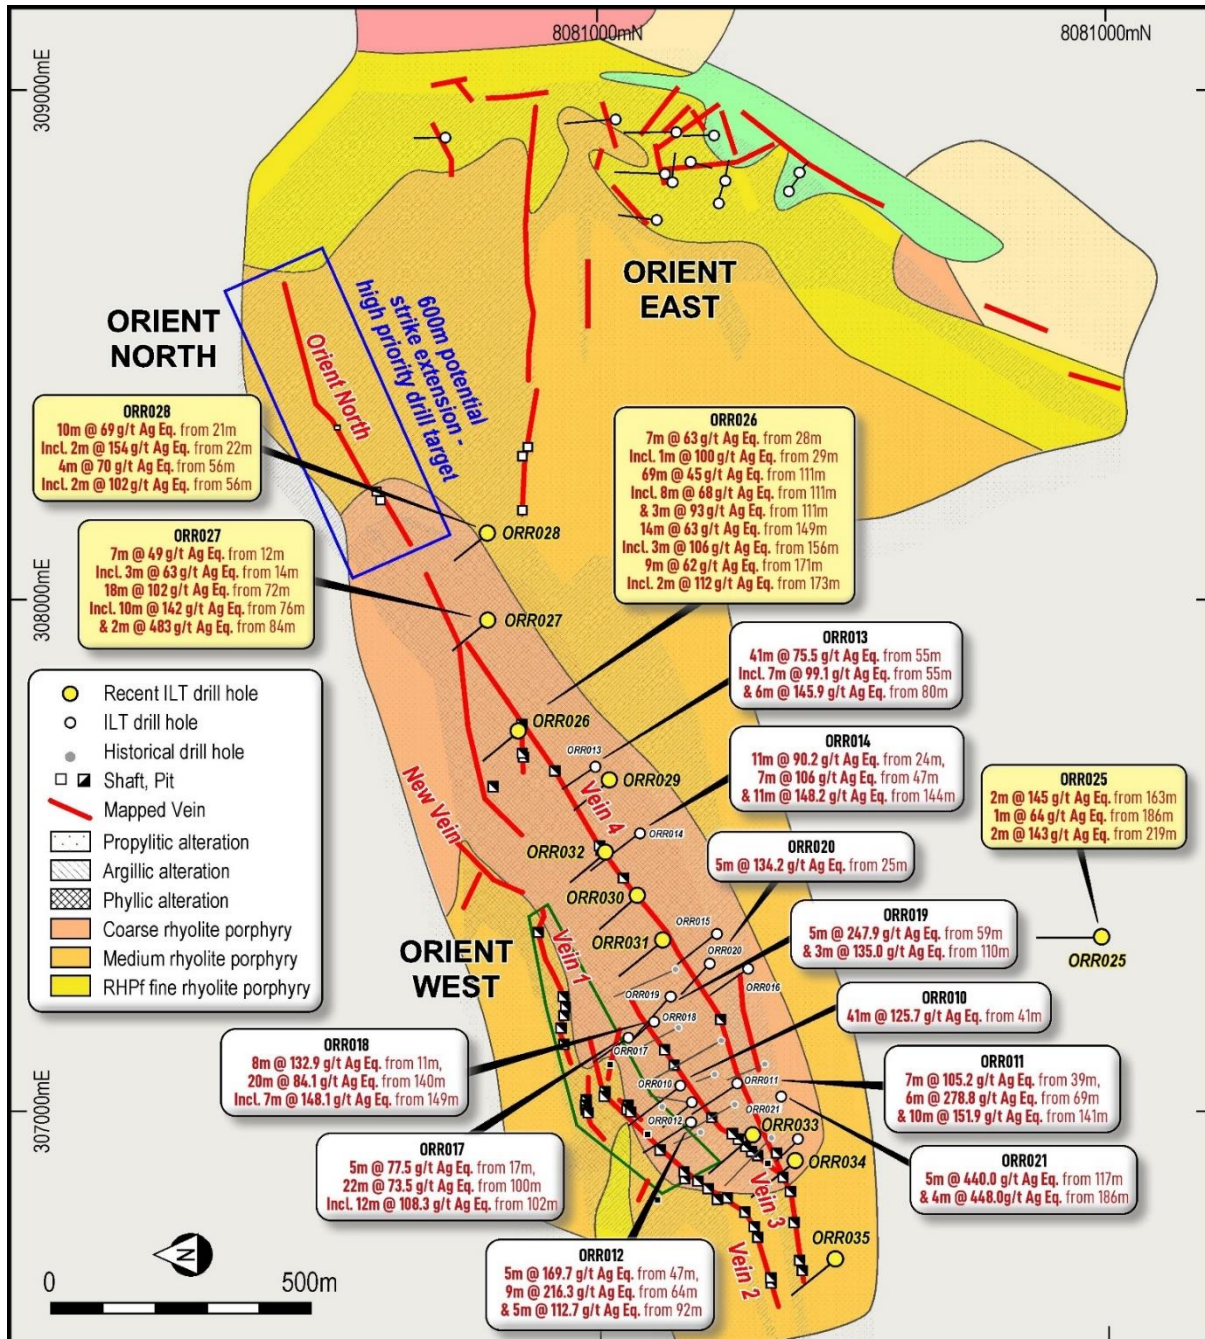 8081000mN
8081000mN
309000mE
308000mE
307000mE
ORIENT
EAST
ORIENT
NORTH
Orient North
600m potential
strike extension -
high priority drill target
ORR028
10m @ 69 g/t Ag Eq. from 21m
Incl. 2m @ 154 g/t Ag Eq. from 22m
4m @ 70 g/t Ag Eq. from 56m
Incl. 2m @ 102 g/t Ag Eq. from 56m
ORR027
7m @ 49 g/t Ag Eq. from 12m
Incl. 3m @ 63 g/t Ag Eq. from 14m
18m @ 102 g/t Ag Eq. from 72m
Incl. 10m @ 142 g/t Ag Eq. from 76m
& 2m @ 483 g/t Ag Eq. from 84m
ORR026
7m @ 63 g/t Ag Eq. from 28m
Incl. 1m @ 100 g/t Ag Eq. from 29m
69m @ 45 g/t Ag Eq. from 111m
Incl. 8m @ 68 g/t Ag Eq. from 111m
& 3m @ 93 g/t Ag Eq. from 111m
14m @ 63 g/t Ag Eq. from 149m
Incl. 3m @ 106 g/t Ag Eq. from 156m
9m @ 62 g/t Ag Eq. from 171m
Incl. 2m @ 112 g/t Ag Eq. from 173m
ORR013
41m @ 75.5 g/t Ag Eq. from 55m
Incl. 7m @ 99.1 g/t Ag Eq. from 55m
& 6m @ 145.9 g/t Ag Eq. from 80m
ORR014
11m @ 90.2 g/t Ag Eq. from 24m,
7m @ 106 g/t Ag Eq. from 47m
& 11m @ 148.2 g/t Ag Eq. from 144m
ORR025
2m @ 145 g/t Ag Eq. from 163m
1m @ 64 g/t Ag Eq. from 186m
2m @ 143 g/t Ag Eq. from 219m
ORR020
5m @ 134.2 g/t Ag Eq. from 25m
ORR019
5m @ 247.9 g/t Ag Eq. from 59m
& 3m @ 135.0 g/t Ag Eq. from 110m
ORR010
41m @ 125.7 g/t Ag Eq. from 41m
ORR011
7m @ 105.2 g/t Ag Eq. from 39m,
6m @ 278.8 g/t Ag Eq. from 69m
& 10m @ 151.9 g/t Ag Eq. from 141m
ORR021
5m @ 440.0 g/t Ag Eq. from 117m
& 4m @ 448.0g/t Ag Eq. from 186m
ORR018
8m @ 132.9 g/t Ag Eq. from 11m,
20m @ 84.1 g/t Ag Eq. from 140m
Incl. 7m @ 148.1 g/t Ag Eq. from 149m
ORR017
5m @ 77.5 g/t Ag Eq. from 17m,
22m @ 73.5 g/t Ag Eq. from 100m
Incl. 12m @ 108.3 g/t Ag Eq. from 102m
ORR012
5m @ 169.7 g/t Ag Eq. from 47m,
9m @ 216.3 g/t Ag Eq. from 64m
& 5m @ 112.7 g/t Ag Eq. from 92m
Recent ILT drill hole
ILT drill hole
Historical drill hole
Shaft, Pit
Mapped Vein
Propylitic alteration
Argillic alteration
Phyllic alteration
Coarse rhyolite porphyry
Medium rhyolite porphyry
RHPf fine rhyolite porphyry
ORR028
ORR027
ORR026
ORR013
ORR029
Vein 4
New Vein
ORR014
ORR032
ORR030
ORIENT
WEST
Vein 1
ORR031
ORR015
ORR020
ORR016
ORR025
ORR019
ORR018
ORR017
ORR010
ORR011
ORR012
ORR021
ORR033
ORR034
Vein 3
Vein 2
ORR035
N
0
500m